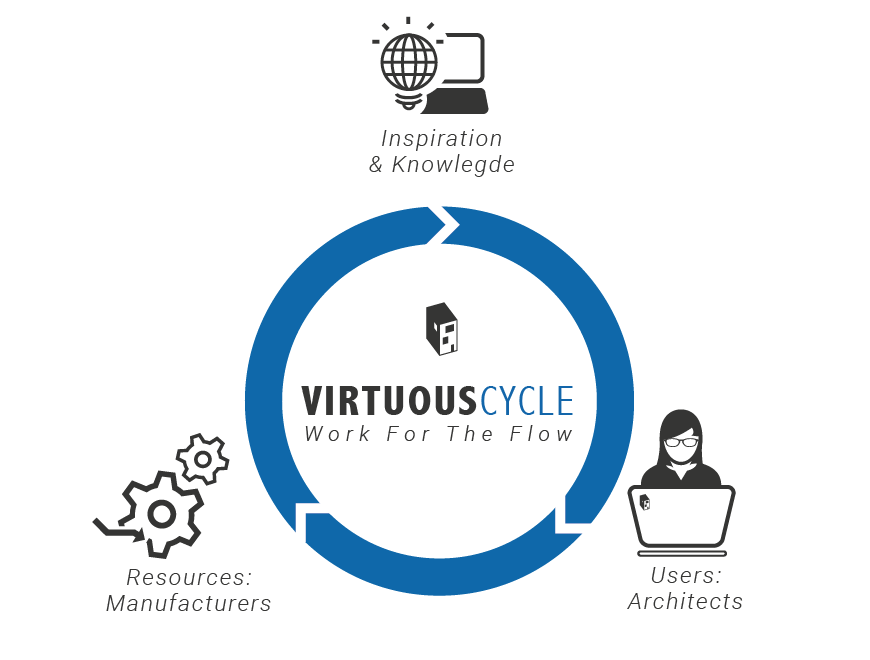 Inspiration
& Knowlegde
VIRTUOUSCYCLE
Work For The Flow
Resources:
Manufacturers
Users:
Architects